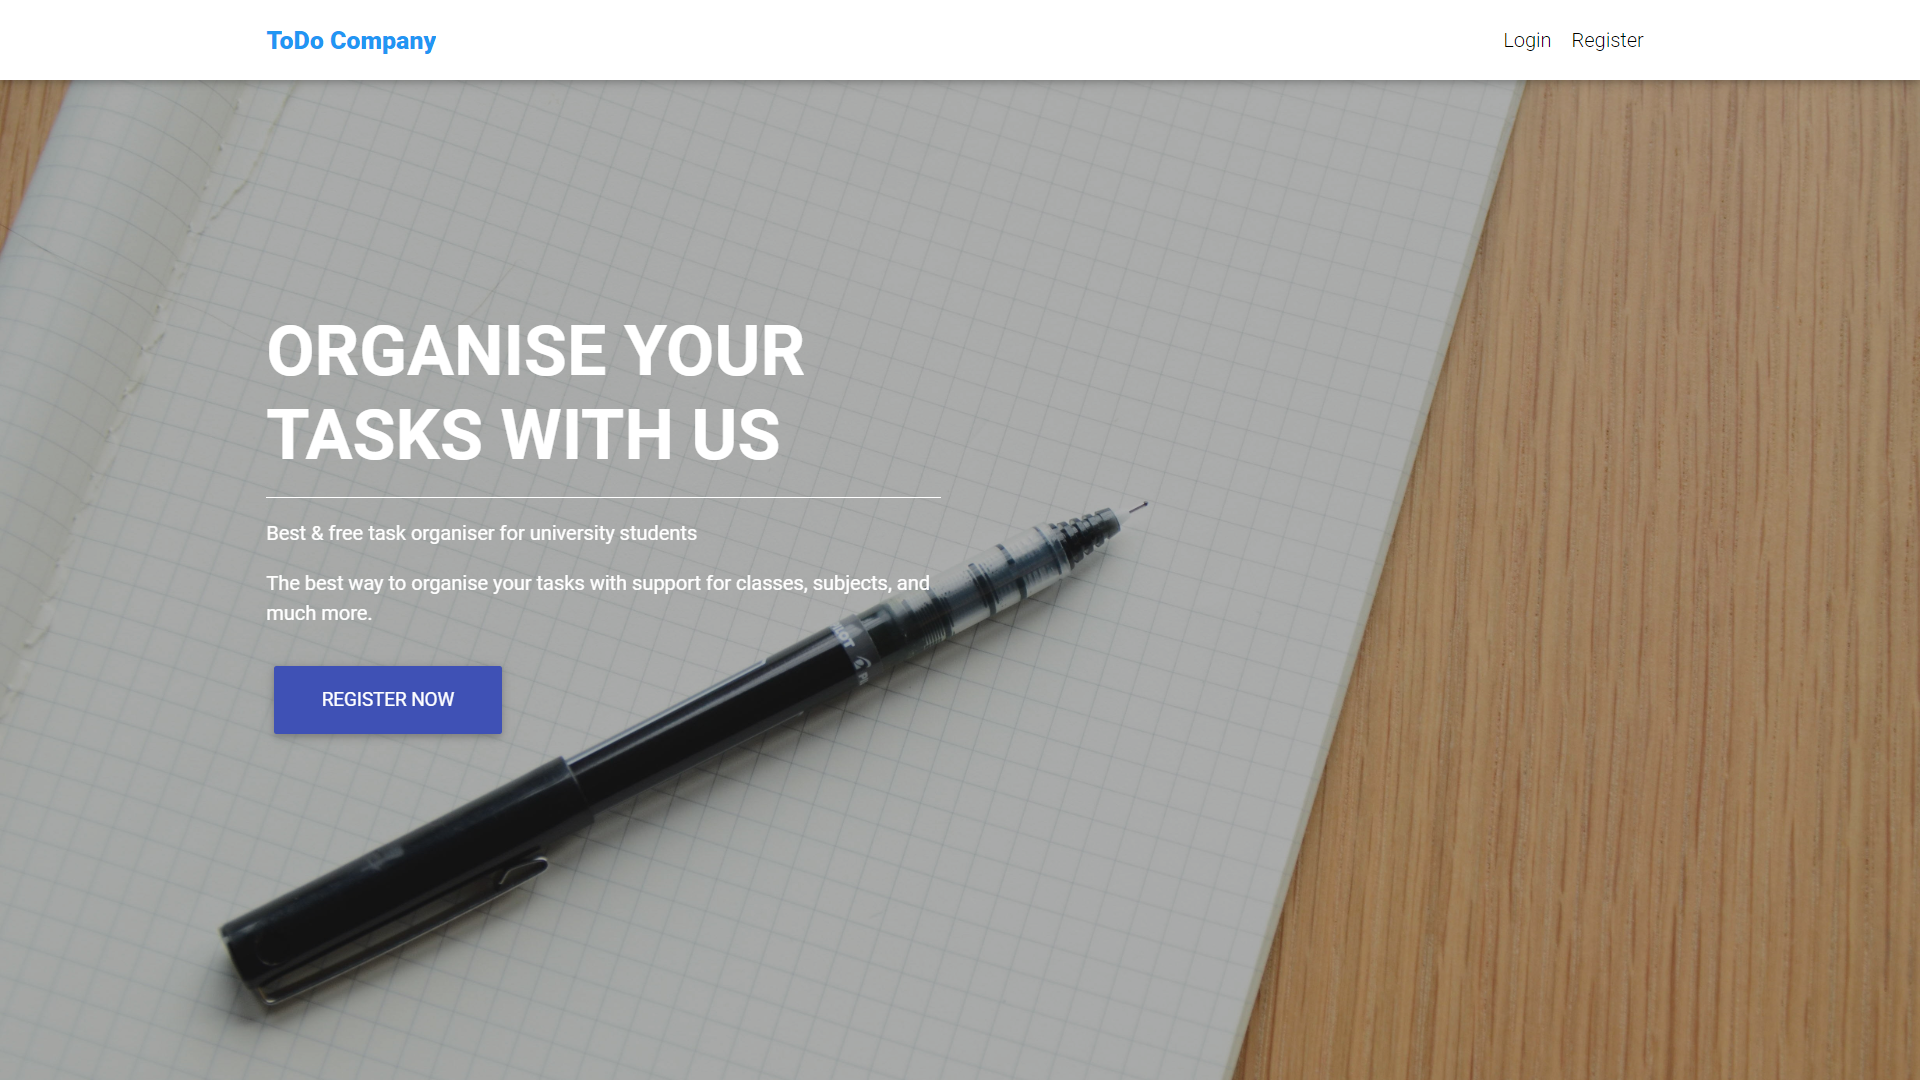 ToDo Company
Login Register
ORGANISE YOUR
TASKS WITH US
Best & free task organiser for university students
The best way to organise your tasks with support for classes, subjects, and
much more.
REGISTER NOW